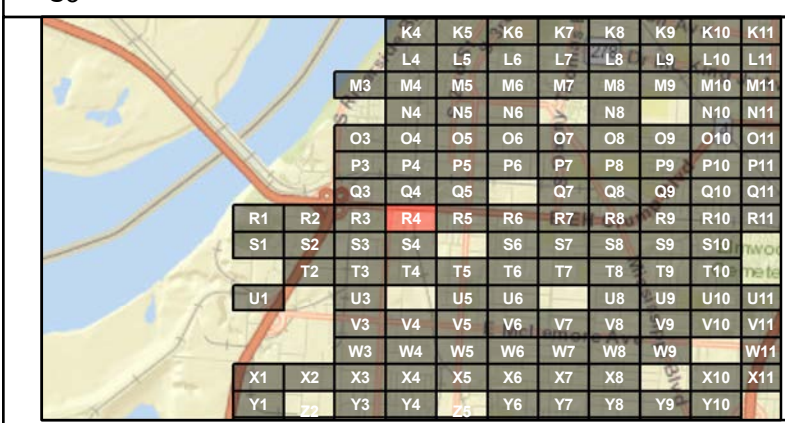 K4 K5 K6 K7 K8 K9 K10 K11
L4 L5 L6 L7 L8 L9 L10 L11
M3 M4 M5 M6 M7 M8 M9 M10 M11
N4 N5 N6 N8 N10 N11
O3 O4 O5 O6 O7 O8 O9 O10 O11
P3 P4 P5 P6 P7 P8 P9 P10 P11
Q3 Q4 Q5 Q7 Q8 Q9 Q10 Q11
R1 R2 R3 R4 R5 R6 R7 R8 R9 R10 R11
S1 S2 S3 S4 S6 S7 S8 S9 S10
T2 T3 T4 T5 T6 T7 T8 T9 T10
U1 U3 U5 U6 U8 U9 U10 U11
V3 V4 V5 V6 V7 V8 V9 V10 V11
W3 W4 W5 W6 W7 W8 W9 W11
X1 X2 X3 X4 X5 X6 X7 X8 X10 X11
Y1 Y3 Y4 Y6 Y7 Y8 Y9 Y10
Z2 Z5